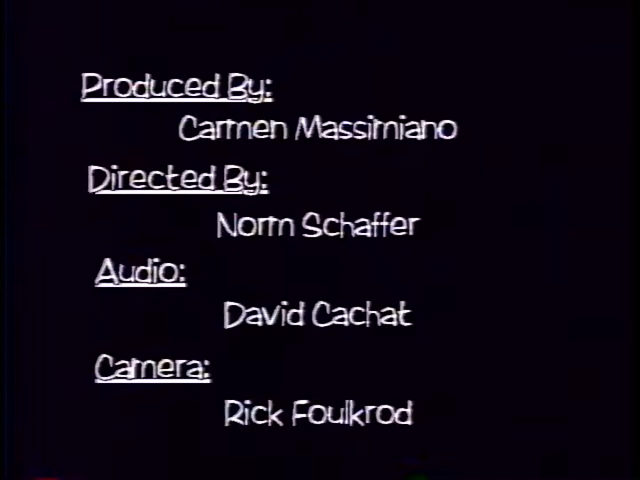 Produced By:
Carmen Massimiano
Directed By:
Norm Schaffer
Audio:
David Cachat
Camera:
Rick Foulkrod